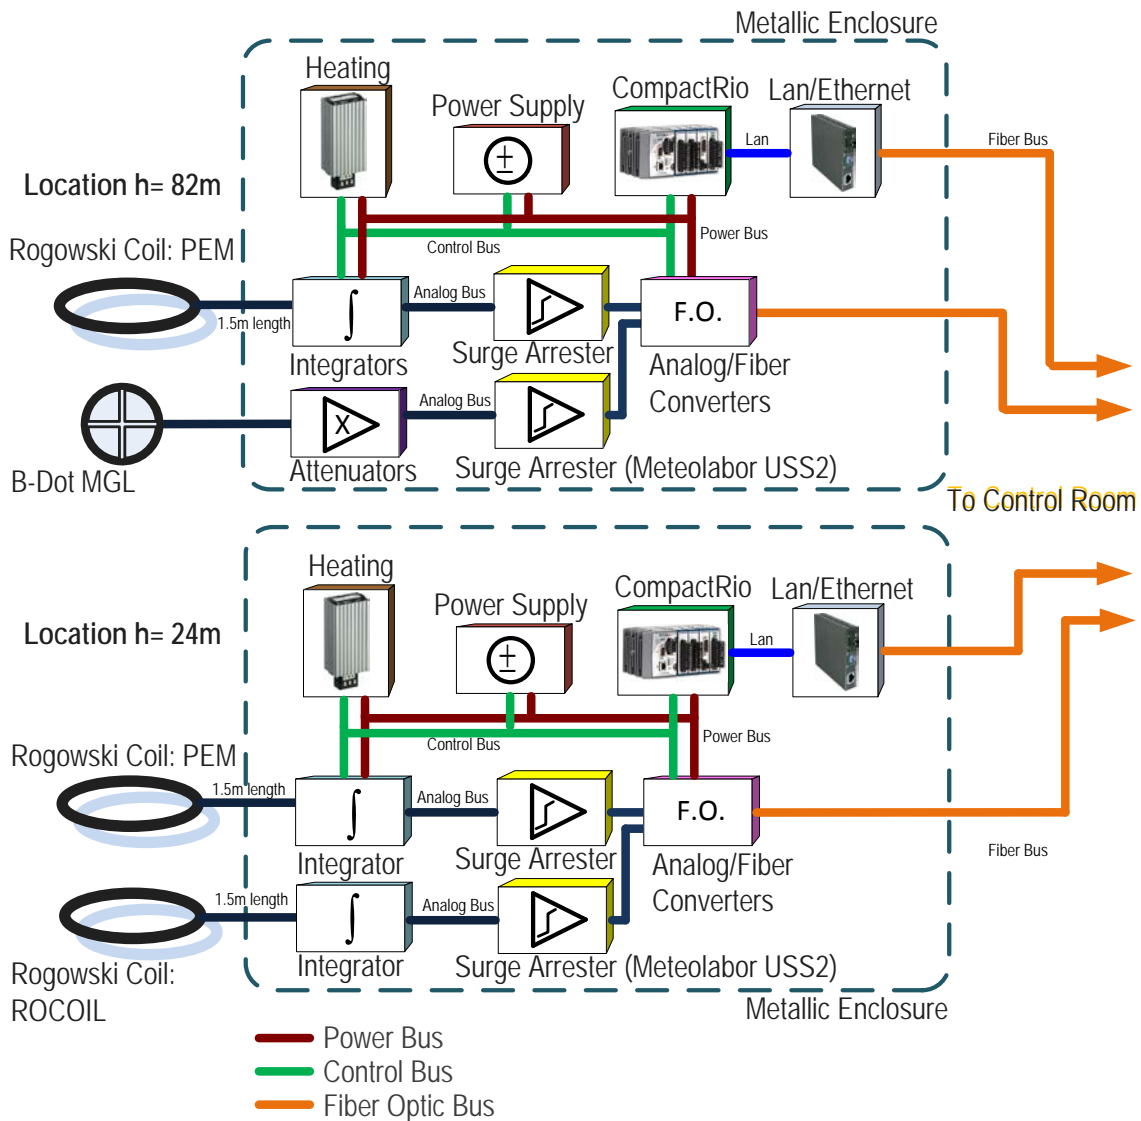 Metallic Enclosure
Heating
Power Supply
CompactRio
Lan/Ethernet
Lan
Fiber Bus
±
Location h= 82m
Control Bus
Power Bus
Rogowski Coil: PEM
1.5m length
∫
Analog Bus
F.O.
Integrators
Surge Arrester
Analog/Fiber
Converters
Analog Bus
X
B-Dot MGL
Attenuators
Surge Arrester (Meteolabor USS2)
To Control Room
Heating
Power Supply
CompactRio
Lan/Ethernet
Location h= 24m
Lan
±
Control Bus
Power Bus
Rogowski Coil: PEM
1.5m length
∫
Analog Bus
F.O.
Integrator
Surge Arrester
Analog/Fiber
Converters
Fiber Bus
1.5m length
∫
Analog Bus
Rogowski Coil:
ROCOIL
Integrator
Surge Arrester (Meteolabor USS2)
Metallic Enclosure
Power Bus
Control Bus
Fiber Optic Bus